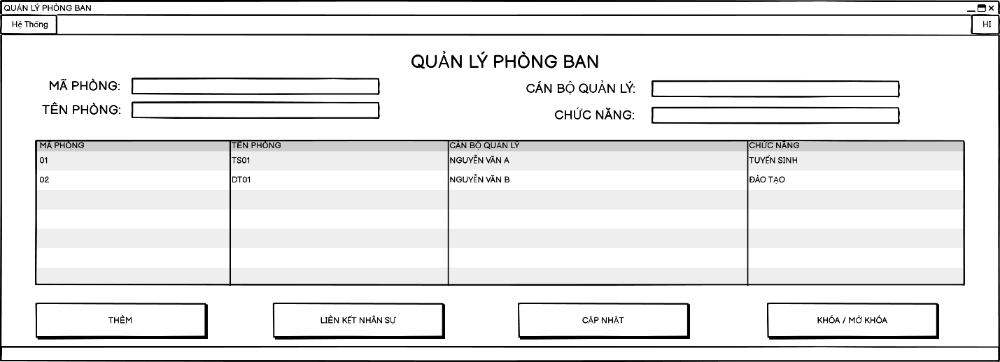 QUẢN LÝ PHÒNG BAN
Hệ Thống
HI
QUẢN LÝ PHÒNG BAN
MÃ PHÒNG:
CÁN BỘ QUẢN LÝ:
TÊN PHÒNG:
CHỨC NĂNG:
MÃ PHÒNG TÊN PHÒNG CÁN BỘ QUẢN LÝ CHỨC NĂNG
01 TS01 NGUYỄN VĂN A TUYỂN SINH
02 DT01 NGUYỄN VĂN B ĐÀO TẠO
THÊM
LIÊN KẾT NHÂN SỰ
CẬP NHẬT
KHÓA / MỞ KHÓA